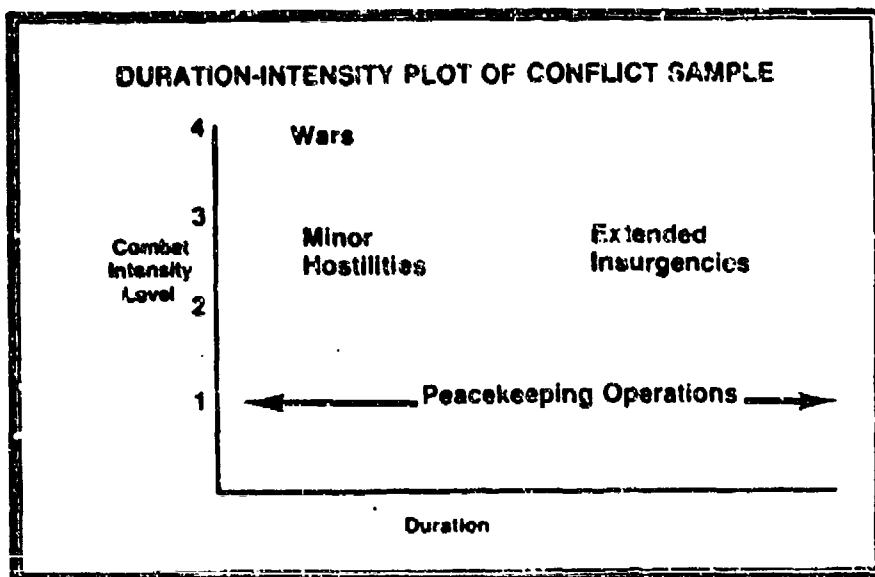 DURATION-INTENSITY PLOT OF CONFLICT SAMPLE
4
Wars
3
Minor
Hostilities
Extended
Insurgencies
Combat
Intensity
Level
2
1
Peacekeeping Operations
Duration